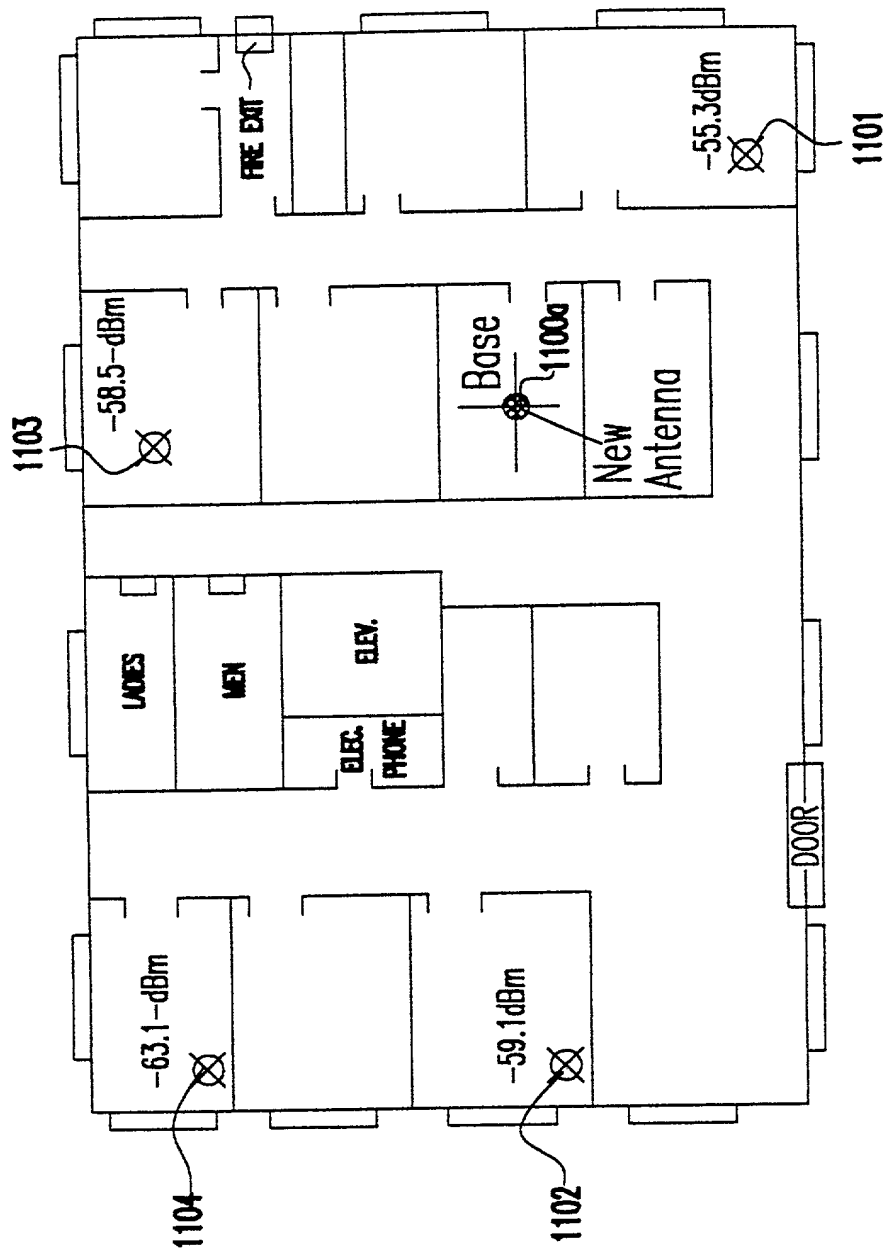 1103
-58.5-dBm
FIRE EXIT
LADIES
MEN
ELEV.
ELEC.
PHONE
-63.1-dBm
1104
Base
1100a
New
Antenna
-55.3dBm
1101
-59.1dBm
1102
DOOR